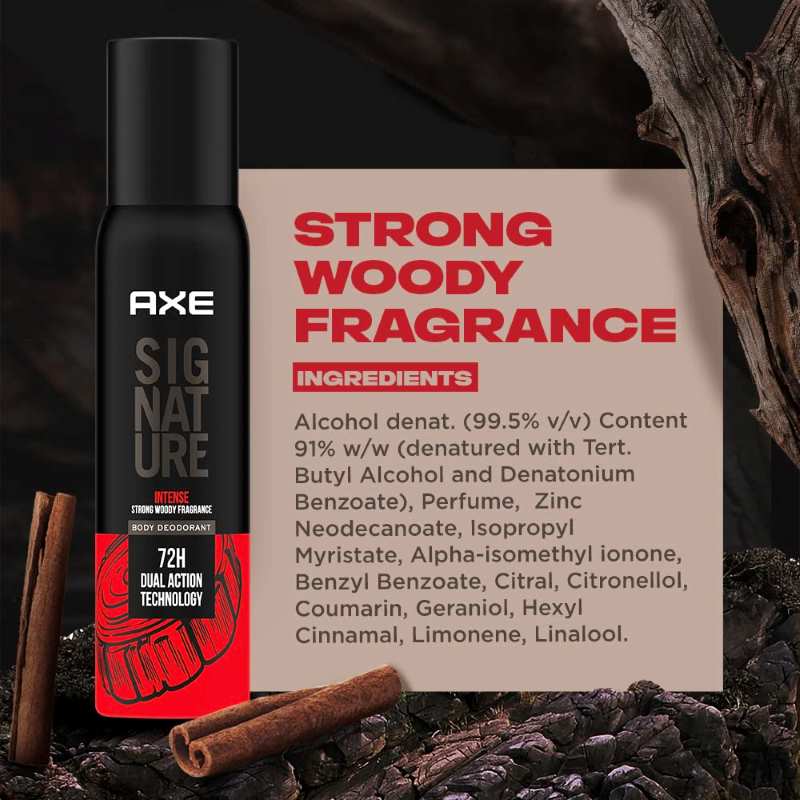 AXE
SIG
NAT
URE
INTENSE
STRONG WOODY FRAGRANCE
BODY DEODORANT
72H
DUAL ACTION
TECHNOLOGY
STRONG
WOODY
FRAGRANCE
INGREDIENTS
Alcohol denat. (99.5% v/v) Content
91% w/w (denatured with Tert.
Butyl Alcohol and Denatonium
Benzoate), Perfume, Zinc
Neodecanoate, Isopropyl
Myristate, Alpha-isomethyl ionone,
Benzyl Benzoate, Citral, Citronellol,
Coumarin, Geraniol, Hexyl
Cinnamal, Limonene, Linalool.